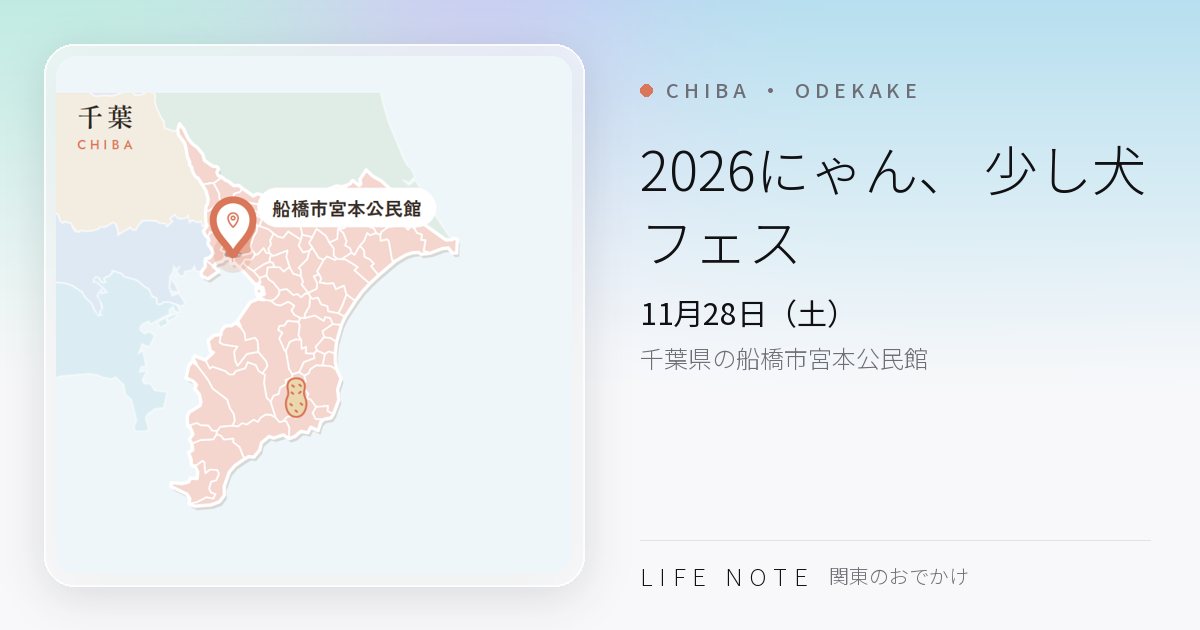 千葉
CHIBA
船橋市宮本公民館
CHIBA • ODEKAKE
2026にゃん、 少し犬
フェス
11月28日（土）
千葉県の船橋市宮本公民館
LIFE NOTE 関東のおでかけ